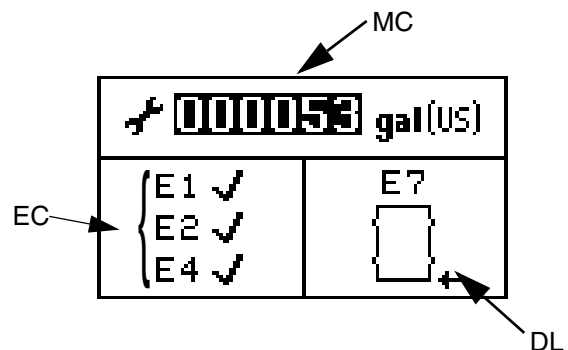 MC
000053 gal(US)
EC
E1 ✓
E2 ✓
E4 ✓
E7
DL